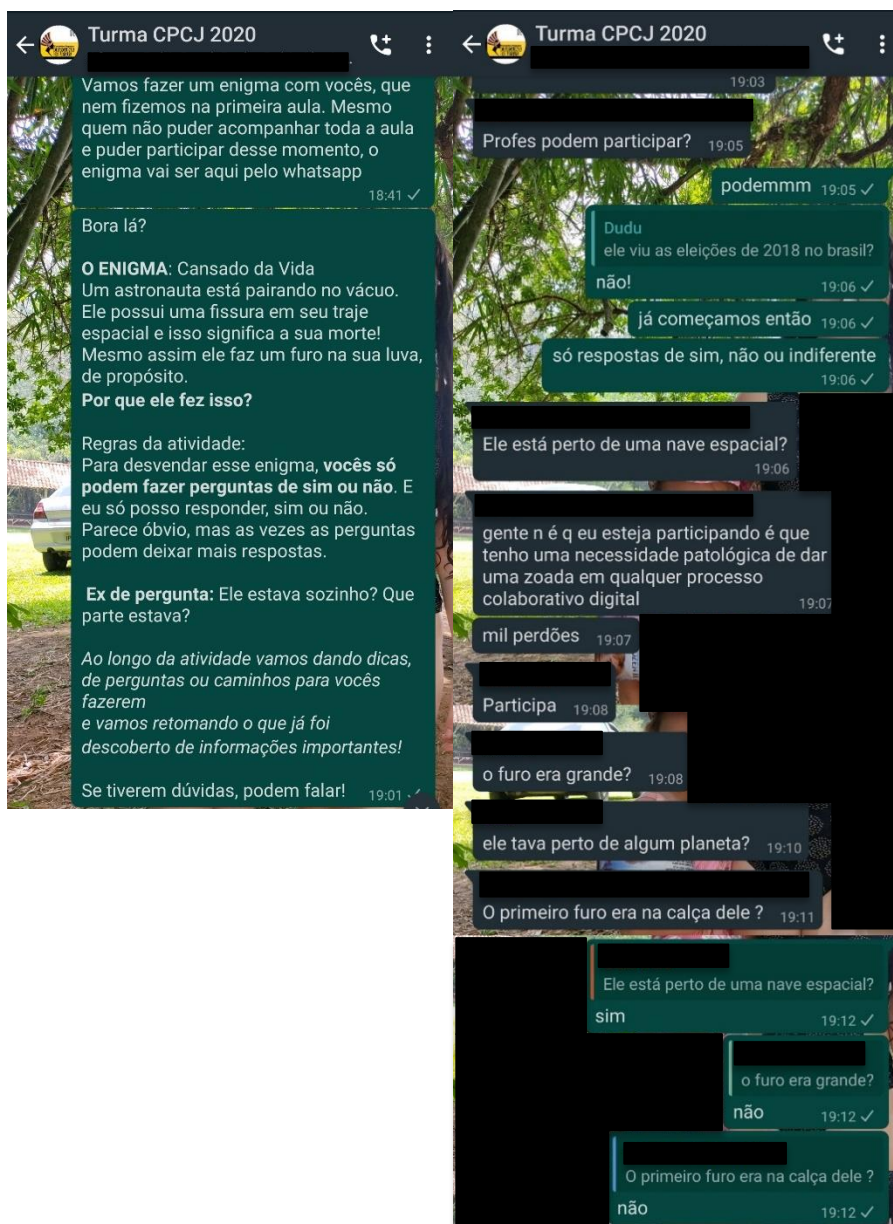 Turma CPCJ 2020
Vamos fazer um enigma com vocês, que
nem fizemos na primeira aula. Mesmo
quem não puder acompanhar toda a aula
e puder participar desse momento, o
enigma vai ser aqui pelo whatsapp
18:41
Bora lá?
O ENIGMA: Cansado da Vida
Um astronauta está pairando no vácuo.
Ele possui uma fissura em seu traje
espacial e isso significa a sua morte!
Mesmo assim ele faz um furo na sua luva,
de propósito.
Por que ele fez isso?
Regras da atividade:
Para desvendar esse enigma, vocês só
podem fazer perguntas de sim ou não. E
eu só posso responder, sim ou não.
Parece óbvio, mas as vezes as perguntas
podem deixar mais respostas.
Ex de pergunta: Ele estava sozinho? Que
parte estava?
Ao longo da atividade vamos dando dicas,
de perguntas ou caminhos para vocês
fazerem
e vamos retomando o que já foi
descoberto de informações importantes!
Se tiverem dúvidas, podem falar! 19:01
Turma CPCJ 2020
19:03
Profes podem participar? 19:05
podemmm 19:05
Dudu
ele viu as eleições de 2018 no brasil?
não! 19:06
já começamos então 19:06
só respostas de sim, não ou indiferente
19:06
Ele está perto de uma nave espacial?
19:06
gente n é q eu esteja participando é que
tenho uma necessidade patológica de dar
uma zoada em qualquer processo
colaborativo digital
19:07
mil perdões 19:07
Participa 19:08
o furo era grande? 19:08
ele tava perto de algum planeta? 19:10
O primeiro furo era na calça dele ? 19:11
Ele está perto de uma nave espacial?
sim 19:12
o furo era grande?
não 19:12
O primeiro furo era na calça dele ?
não 19:12